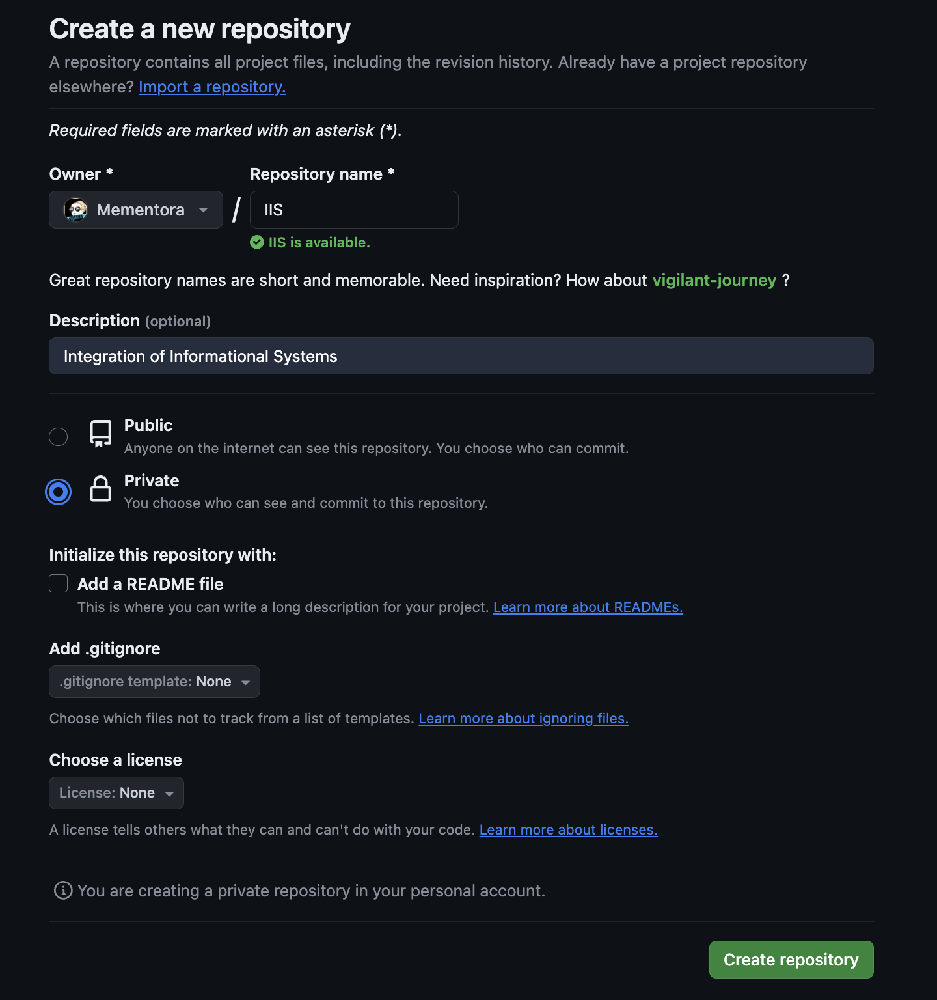 Create a new repository
A repository contains all project files, including the revision history. Already have a project repository
elsewhere? Import a repository.
Required fields are marked with an asterisk (*).
Owner *
Repository name *
Mementora
/
IIS
IIS is available.
Great repository names are short and memorable. Need inspiration? How about vigilant-journey ?
Description (optional)
Integration of Informational Systems
Public
Anyone on the internet can see this repository. You choose who can commit.
Private
You choose who can see and commit to this repository.
Initialize this repository with:
Add a README file
This is where you can write a long description for your project. Learn more about READMEs.
Add .gitignore
.gitignore template: None
Choose which files not to track from a list of templates. Learn more about ignoring files.
Choose a license
License: None
A license tells others what they can and can't do with your code. Learn more about licenses.
You are creating a private repository in your personal account.
Create repository